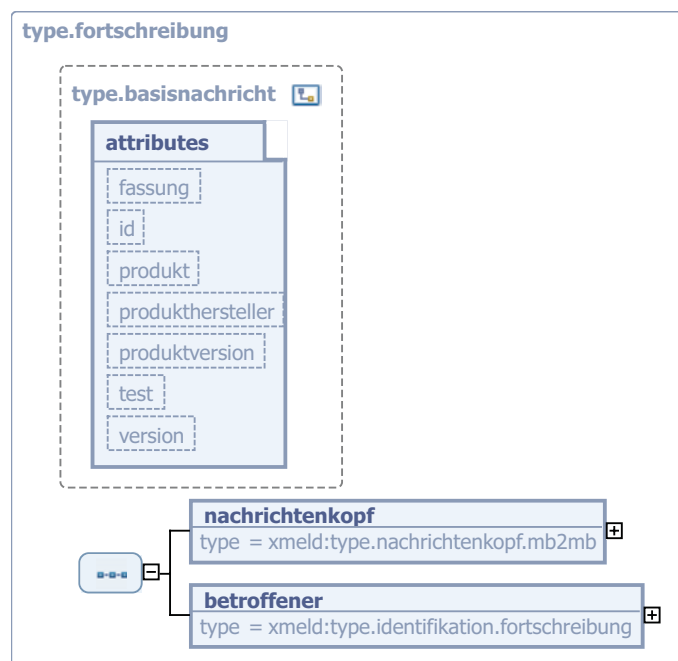 type.fortschreibung
type.basisnachricht
attributes
fassung
id
produkt
produkthersteller
produktversion
test
version
nachrichtenkopf
type = xmeld:type.nachrichtenkopf.mb2mb
betroffener
type = xmeld:type.identifikation.fortschreibung